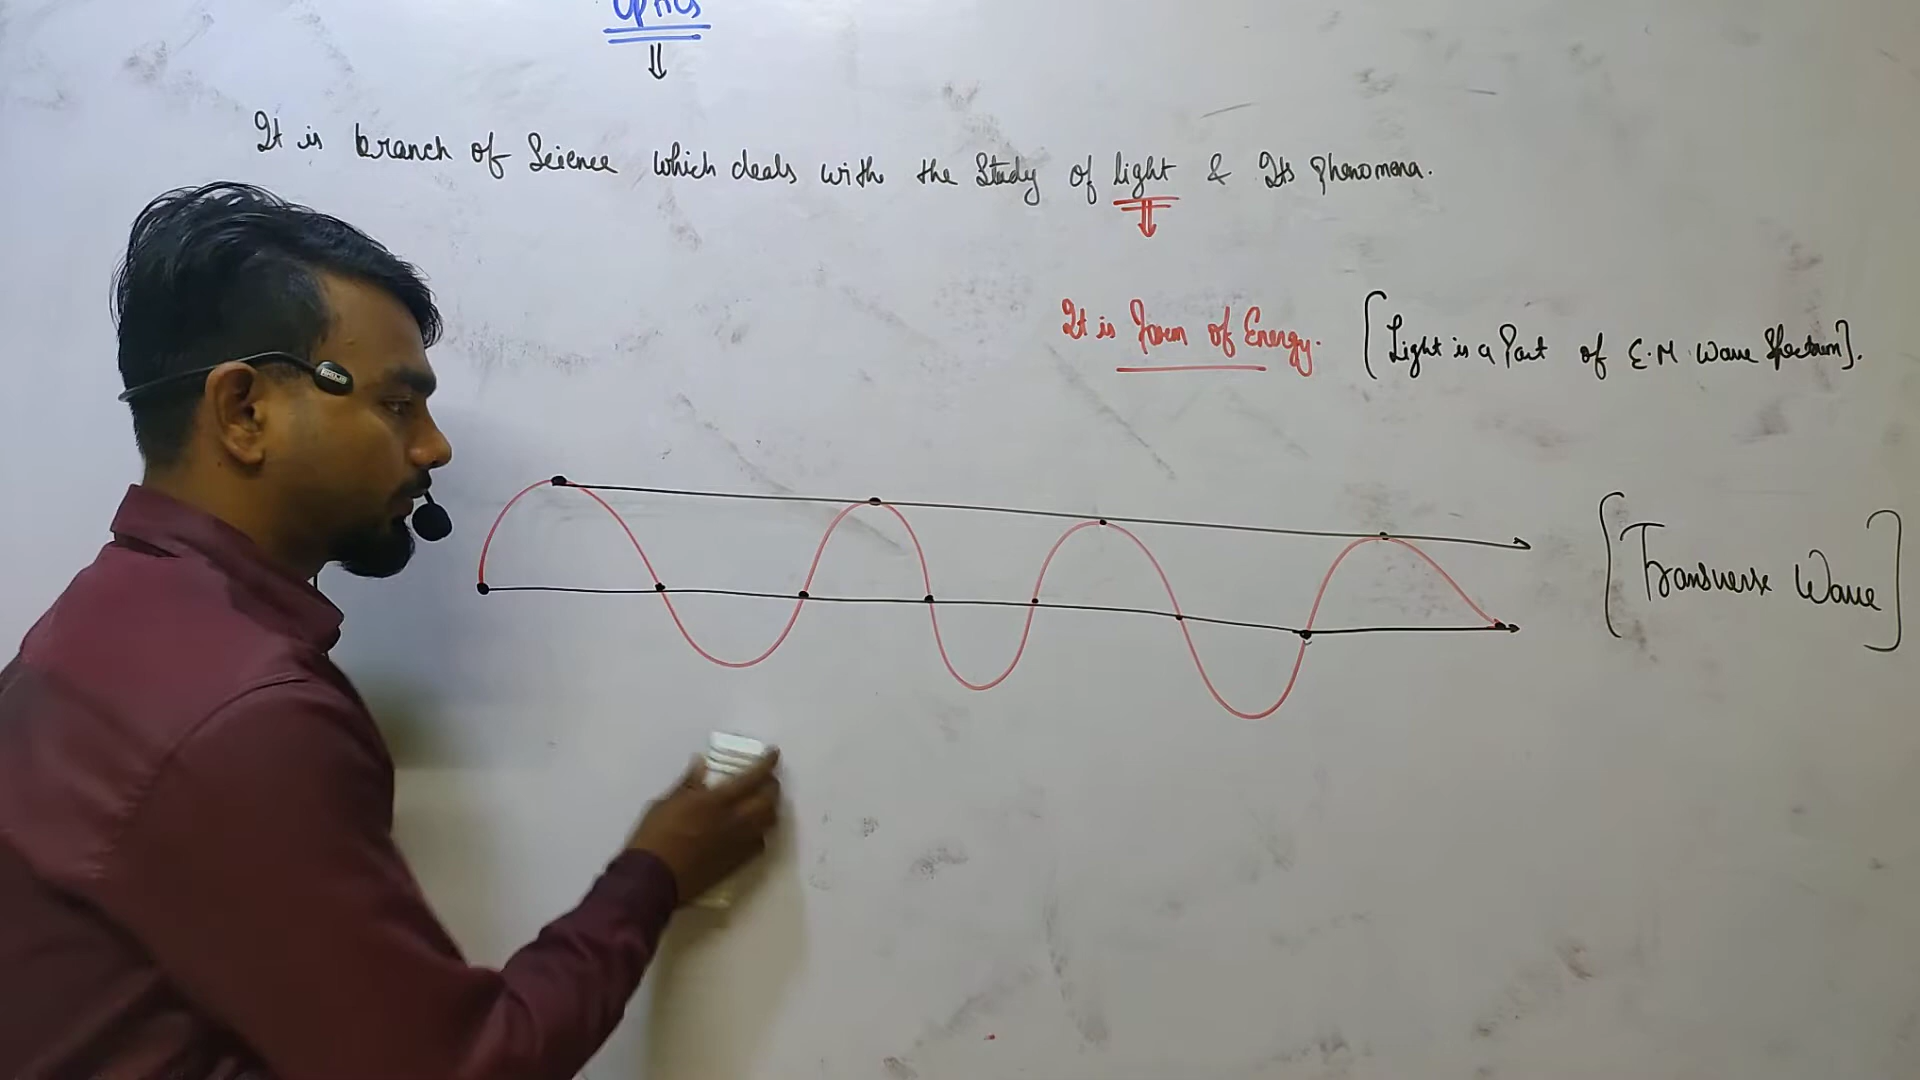 Optics
It is branch of Science which deals with the Study of light & Its phenomena.
It is Form of Energy. [Light is a Part of E.M. Wave Spectrum].
[Transverse Wave]